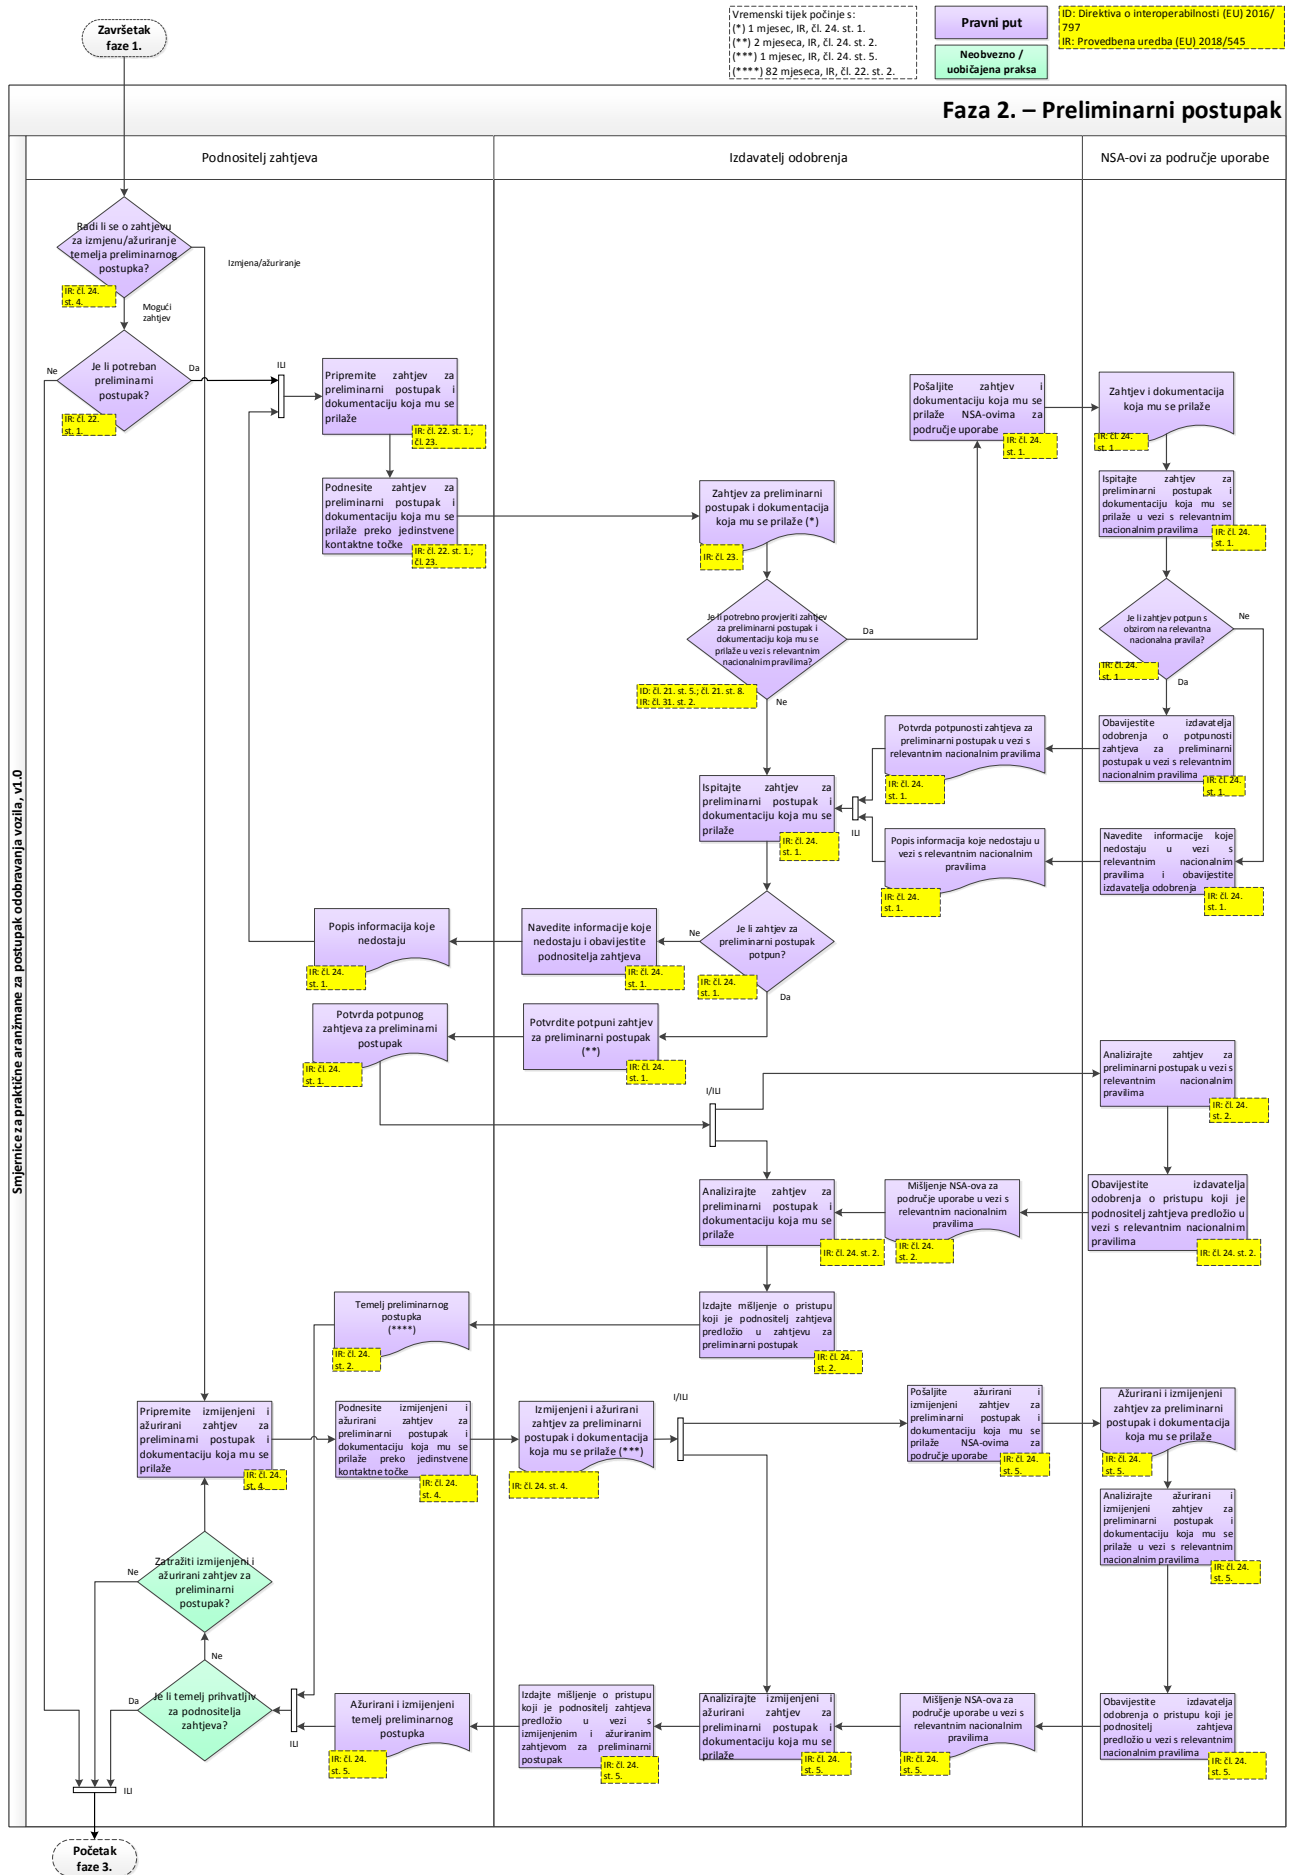 Završetak
faze 1.
Vremenski tijek počinje s:
(*) 1 mjesec, IR, čl. 24. st. 1.
(**) 2 mjeseca, IR, čl. 24. st. 2.
(***) 1 mjesec, IR, čl. 24. st. 5.
(****) 82 mjeseca, IR, čl. 22. st. 2.
Pravni put
Neobvezno /
uobičajena praksa
ID: Direktiva o interoperabilnosti (EU) 2016/
797
IR: Provedbena uredba (EU) 2018/545
Faza 2. – Preliminarni postupak
Smjernice za praktične aranžmane za postupak odobravanja vozila, v1.0
Podnositelj zahtjeva
Izdavatelj odobrenja
NSA-ovi za područje uporabe
Radi li se o zahtjevu
za izmjenu/ažuriranje
temelja preliminarnog
postupka?
IR: čl. 24.
st. 4.
Izmjena/ažuriranje
Mogući
zahtjev
Je li potreban
preliminarni
postupak?
IR: čl. 22.
st. 1.
Ne
Da
ILI
Pripremite zahtjev za
preliminarni postupak i
dokumentaciju koja mu se
prilaže
IR: čl. 22. st. 1.;
čl. 23.
Podnesite zahtjev za
preliminarni postupak i
dokumentaciju koja mu se
prilaže preko jedinstvene
kontaktne točke
IR: čl. 22. st. 1.;
čl. 23.
Zahtjev za preliminarni
postupak i dokumentacija
koja mu se prilaže (*)
IR: čl. 23.
Je li potrebno provjeriti zahtjev
za preliminarni postupak i
dokumentaciju koja mu se
prilaže u vezi s relevantnim
nacionalnim pravilima?
ID: čl. 21. st. 5.; čl. 21. st. 8.
IR: čl. 31. st. 2.
Da
Ne
Pošaljite zahtjev i
dokumentaciju koja mu se
prilaže NSA-ovima za
područje uporabe
IR: čl. 24.
st. 1.
Zahtjev i dokumentacija
koja mu se prilaže
IR: čl. 24.
st. 1.
Ispitajte zahtjev za
preliminarni postupak i
dokumentaciju koja mu se
prilaže u vezi s relevantnim
nacionalnim pravilima
IR: čl. 24.
st. 1.
Je li zahtjev potpun s
obzirom na relevantna
nacionalna pravila?
IR: čl. 24.
st. 1.
Ne
Da
Obavijestite izdavatelja
odobrenja o potpunosti
zahtjeva za preliminarni
postupak u vezi s relevantnim
nacionalnim pravilima
IR: čl. 24.
st. 1.
Potvrda potpunosti zahtjeva za
preliminarni postupak u vezi s
relevantnim nacionalnim pravilima
IR: čl. 24.
st. 1.
Ispitajte zahtjev za
preliminarni postupak i
dokumentaciju koja mu se
prilaže
IR: čl. 24.
st. 1.
ILI
Popis informacija koje nedostaju u
vezi s relevantnim nacionalnim
pravilima
IR: čl. 24.
st. 1.
Navedite informacije koje
nedostaju u vezi s
relevantnim nacionalnim
pravilima i obavijestite
izdavatelja odobrenja
IR: čl. 24.
st. 1.
Je li zahtjev za
preliminarni postupak
potpun?
IR: čl. 24.
st. 1.
Ne
Da
Navedite informacije koje
nedostaju i obavijestite
podnositelja zahtjeva
IR: čl. 24.
st. 1.
Popis informacija koje
nedostaju
IR: čl. 24.
st. 1.
Potvrdite potpuni zahtjev
za preliminarni postupak
(**)
IR: čl. 24.
st. 1.
Potvrda potpunog
zahtjeva za preliminarni
postupak
IR: čl. 24.
st. 1.
I/ILI
Analizirajte zahtjev za
preliminarni postupak u vezi s
relevantnim nacionalnim
pravilima
IR: čl. 24.
st. 2.
Obavijestite izdavatelja
odobrenja o pristupu koji je
podnositelj zahtjeva predložio u
vezi s relevantnim nacionalnim
pravilima
IR: čl. 24. st. 2.
Mišljenje NSA-ova za
područje uporabe u vezi s
relevantnim nacionalnim
pravilima
IR: čl. 24.
st. 2.
Analizirajte zahtjev za
preliminarni postupak i
dokumentaciju koja mu se
prilaže
IR: čl. 24. st. 2.
Izdajte mišljenje o pristupu
koji je podnositelj zahtjeva
predložio u zahtjevu za
preliminarni postupak
IR: čl. 24.
st. 2.
Temelj preliminarnog
postupka
(****)
IR: čl. 24.
st. 2.
Pripremite izmijenjeni i
ažurirani zahtjev za
preliminarni postupak i
dokumentaciju koja mu se
prilaže
IR: čl. 24.
st. 4.
Podnesite izmijenjeni i
ažurirani zahtjev za
preliminarni postupak i
dokumentaciju koja mu se
prilaže preko jedinstvene
kontaktne točke
IR: čl. 24.
st. 4.
Izmijenjeni i ažurirani
zahtjev za preliminarni
postupak i dokumentacija
koja mu se prilaže (***)
IR: čl. 24. st. 4.
I/ILI
Pošaljite ažurirani i
izmijenjeni zahtjev za
preliminarni postupak i
dokumentaciju koja mu se
prilaže NSA-ovima za
područje uporabe
IR: čl. 24.
st. 5.
Ažurirani i izmijenjeni
zahtjev za preliminarni
postupak i dokumentacija
koja mu se prilaže
IR: čl. 24.
st. 5.
Analizirajte ažurirani i
izmijenjeni zahtjev za
preliminarni postupak i
dokumentaciju koja mu se
prilaže u vezi s relevantnim
nacionalnim pravilima
IR: čl. 24.
st. 5.
Zatražiti izmijenjeni i
ažurirani zahtjev za
preliminarni
postupak?
Ne
Ne
Je li temelj prihvatljiv
za podnositelja
zahtjeva?
Da
ILI
Ažurirani i izmijenjeni
temelj preliminarnog
postupka
IR: čl. 24.
st. 5.
Izdajte mišljenje o pristupu
koji je podnositelj zahtjeva
predložio u vezi s
izmijenjenim i ažuriranim
zahtjevom za preliminarni
postupak
IR: čl. 24.
st. 5.
Analizirajte izmijenjeni i
ažurirani zahtjev za
preliminarni postupak i
dokumentaciju koja mu se
prilaže
IR: čl. 24.
st. 5.
Mišljenje NSA-ova za
područje uporabe u vezi s
relevantnim nacionalnim
pravilima
IR: čl. 24.
st. 5.
Obavijestite izdavatelja
odobrenja o pristupu koji je
podnositelj zahtjeva
predložio u vezi s relevantnim
nacionalnim pravilima
IR: čl. 24.
st. 5.
ILI
Početak
faze 3.